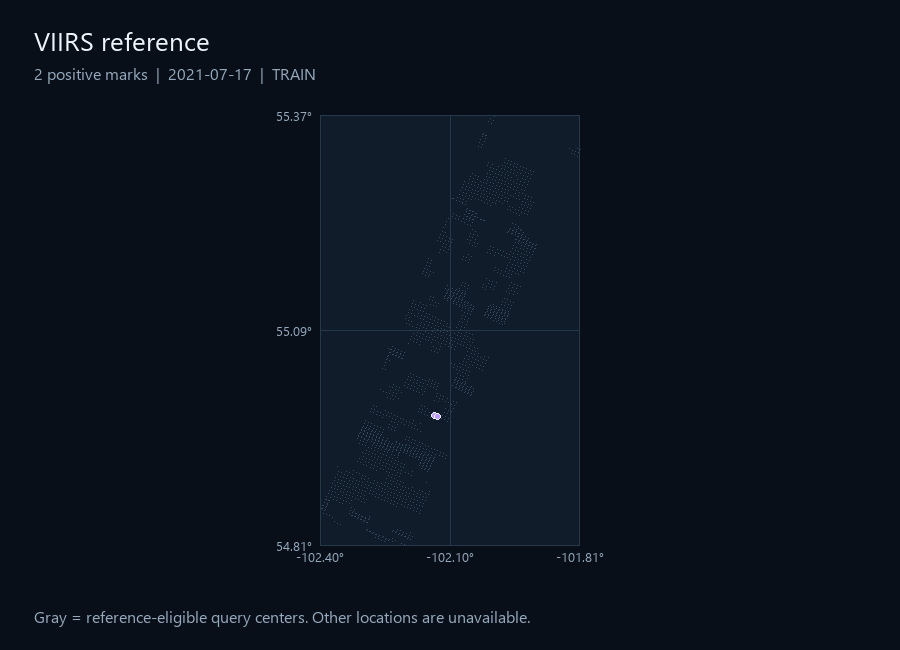 VIIRS reference
2 positive marks | 2021-07-17 | TRAIN
55.37°
55.09°
54.81°
-102.40°
-102.10°
-101.81°
Gray = reference-eligible query centers. Other locations are unavailable.